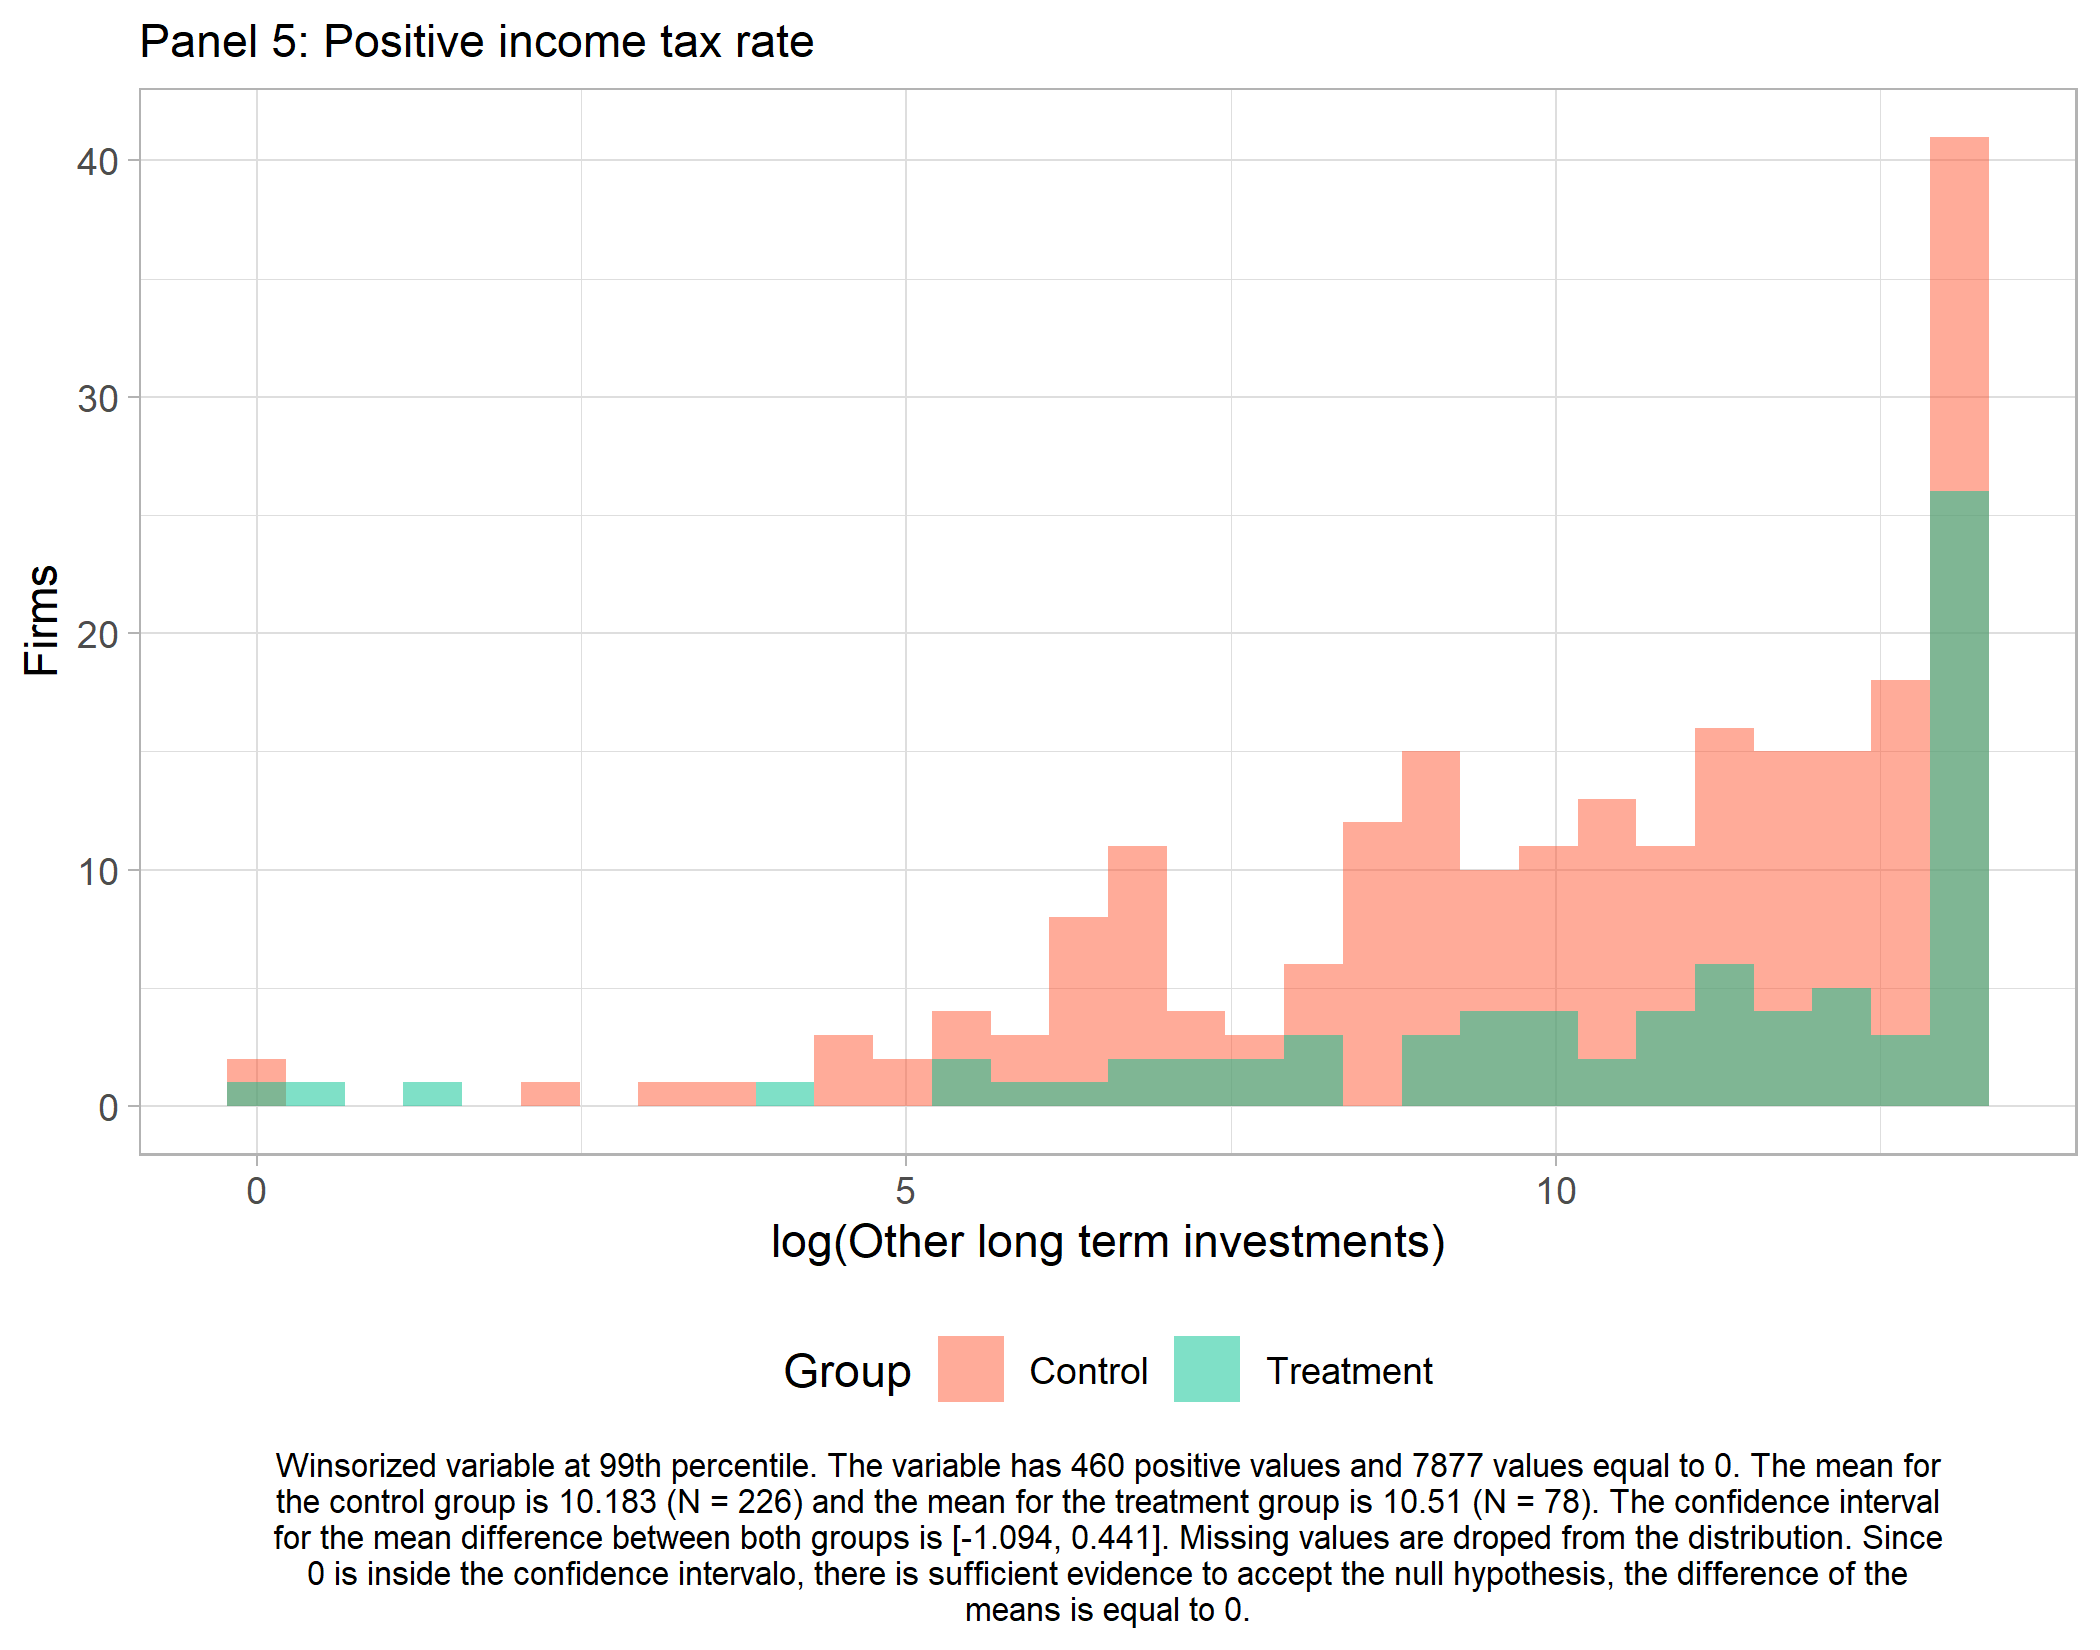 Panel 5: Positive income tax rate
40
30
20
10
0
Firms
0 5 10
log(Other long term investments)
Group Control Treatment
Winsorized variable at 99th percentile. The variable has 460 positive values and 7877 values equal to 0. The mean for
the control group is 10.183 (N = 226) and the mean for the treatment group is 10.51 (N = 78). The confidence interval
for the mean difference between both groups is [-1.094, 0.441]. Missing values are droped from the distribution. Since
0 is inside the confidence intervalo, there is sufficient evidence to accept the null hypothesis, the difference of the
means is equal to 0.